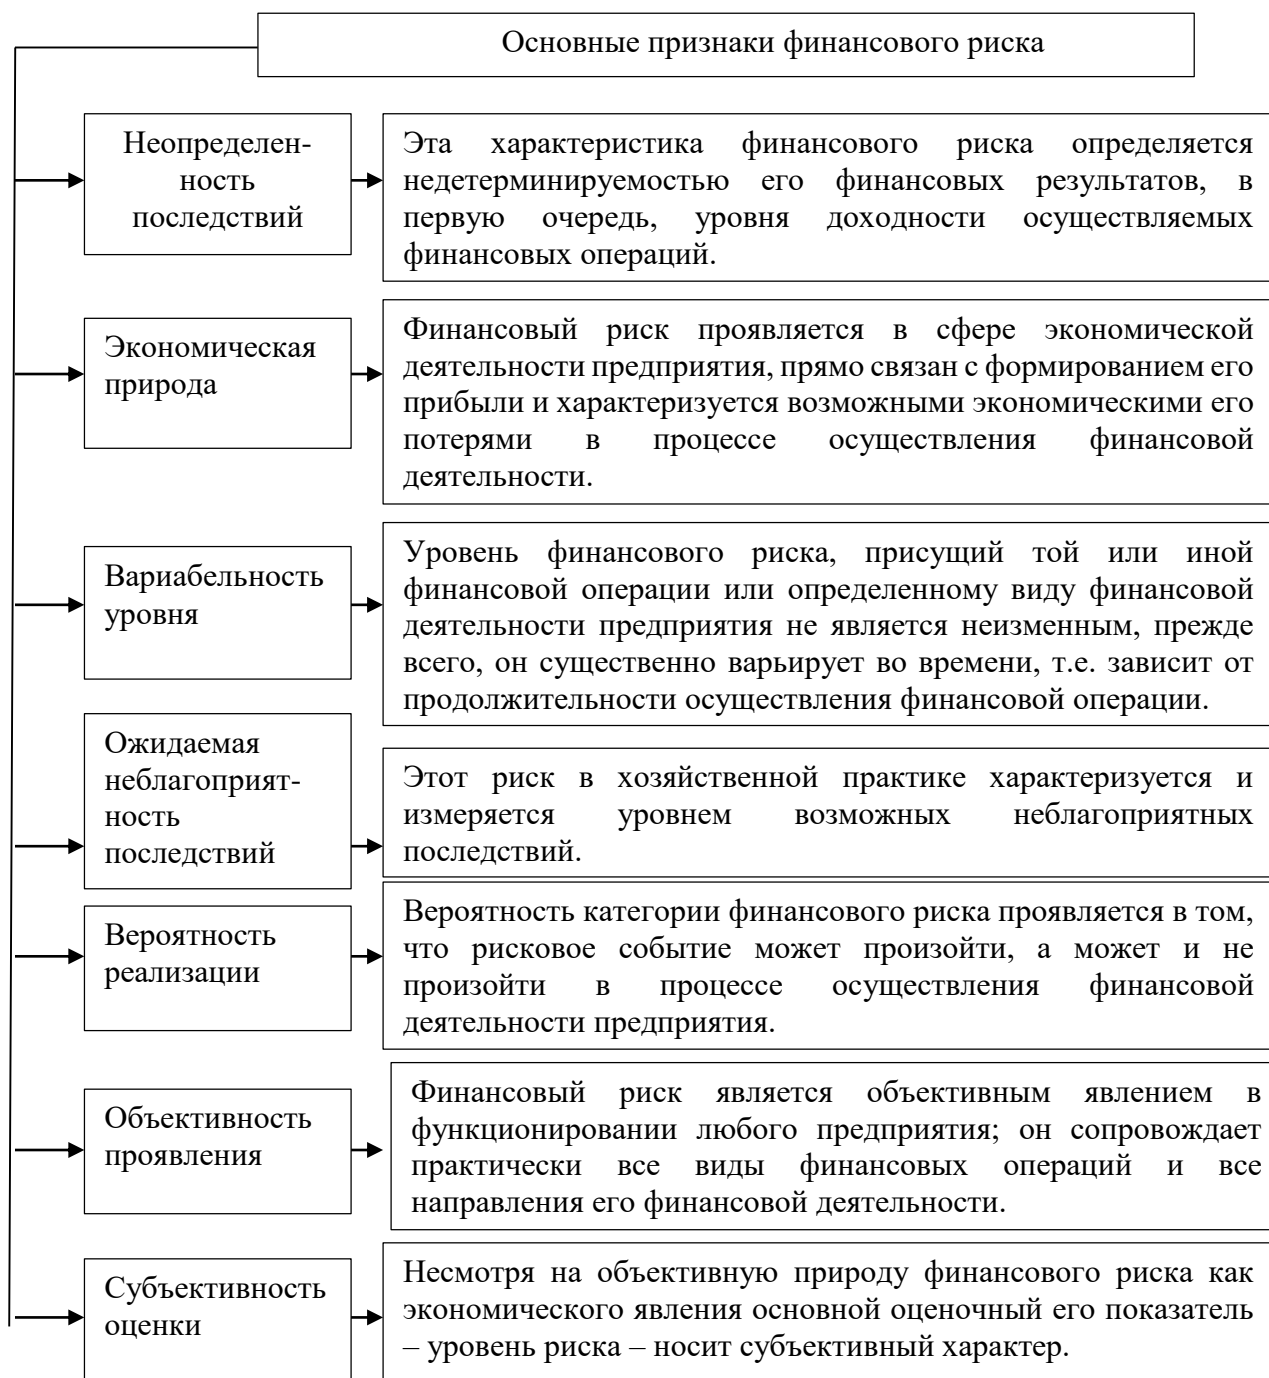 Основные признаки финансового риска
Неопределен-
ность
последствий
Эта характеристика финансового риска определяется
недетерминируемостью его финансовых результатов, в
первую очередь, уровня доходности осуществляемых
финансовых операций.
Экономическая
природа
Финансовый риск проявляется в сфере экономической
деятельности предприятия, прямо связан с формированием его
прибыли и характеризуется возможными экономическими его
потерями в процессе осуществления финансовой
деятельности.
Вариабельность
уровня
Уровень финансового риска, присущий той или иной
финансовой операции или определенному виду финансовой
деятельности предприятия не является неизменным, прежде
всего, он существенно варьирует во времени, т.е. зависит от
продолжительности осуществления финансовой операции.
Ожидаемая
неблагоприят-
ность
последствий
Этот риск в хозяйственной практике характеризуется и
измеряется уровнем возможных неблагоприятных
последствий.
Вероятность
реализации
Вероятность категории финансового риска проявляется в том,
что рисковое событие может произойти, а может и не
произойти в процессе осуществления финансовой
деятельности предприятия.
Объективность
проявления
Финансовый риск является объективным явлением в
функционировании любого предприятия; он сопровождает
практически все виды финансовых операций и все
направления его финансовой деятельности.
Субъективность
оценки
Несмотря на объективную природу финансового риска как
экономического явления основной оценочный его показатель
– уровень риска – носит субъективный характер.